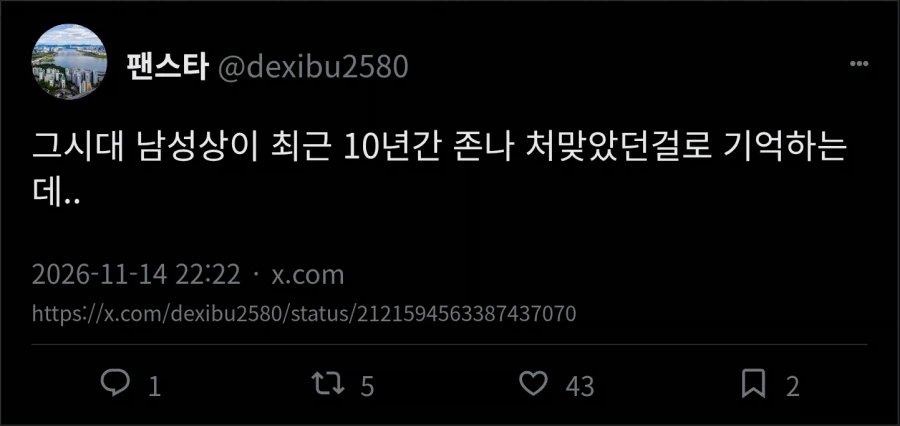 팬스타 @dexibu2580
그시대 남성상이 최근 10년간 존나 처맞았던걸로 기억하는
데..
2026-11-14 22:22 · x.com
https://x.com/dexibu2580/status/2121594563387437070
1 5 43 2